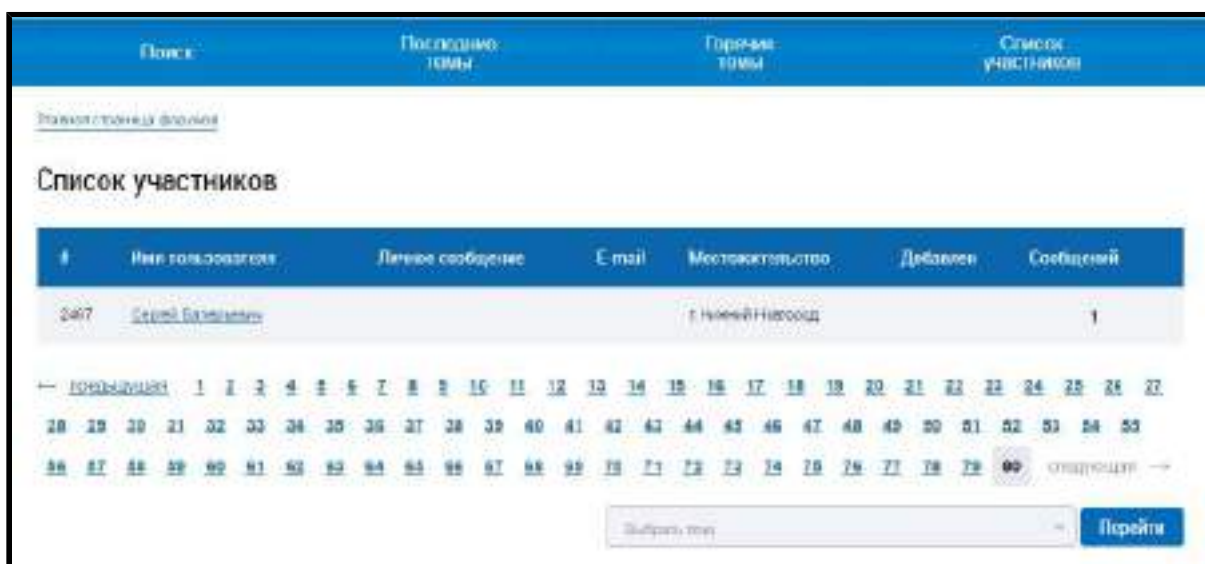 Поиск
Последние
темы
Горячие
темы
Список
участников
Главная страница форумов
Список участников
# Имя пользователя Личное сообщение E-mail Местожительство Добавлен Сообщений
2467 Сергей Валерьевич г. Нижний Новгород 1
← предыдущая 1 2 3 4 5 6 7 8 9 10 11 12 13 14 15 16 17 18 19 20 21 22 23 24 25 26 27
28 29 30 31 32 33 34 35 36 37 38 39 40 41 42 43 44 45 46 47 48 49 50 51 52 53 54 55
56 57 58 59 60 61 62 63 64 65 66 67 68 69 70 71 72 73 74 75 76 77 78 79 80 следующая →
Выбрать тему
Перейти